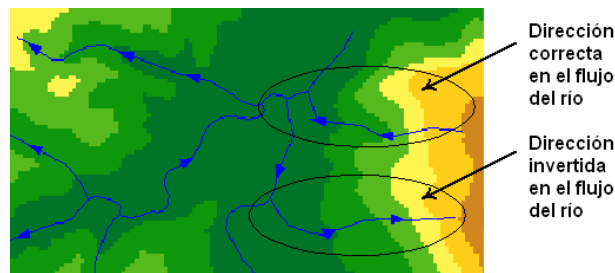 Dirección
correcta
en el flujo
del río
Dirección
invertida
en el flujo
del río